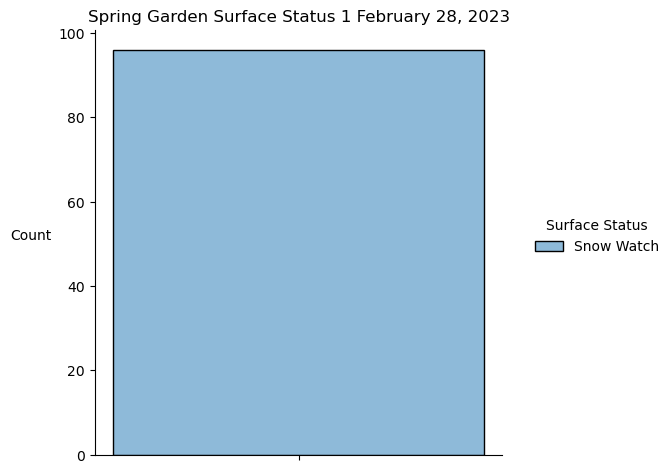 Spring Garden Surface Status 1 February 28, 2023
100
80
60
40
20
0
Count
Surface Status
Snow Watch